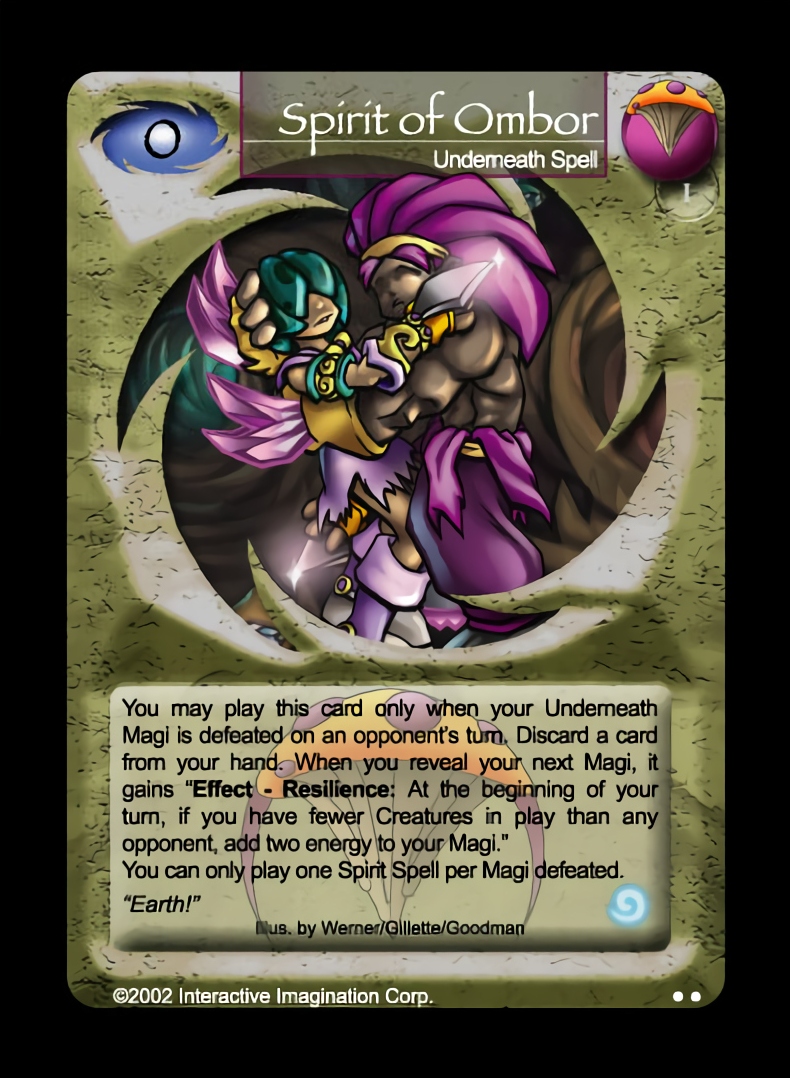 Spirit of Ombor
Underneath Spell
1
You may play this card only when your Underneath
Magi is defeated on an opponent's turn. Discard a card
from your hand. When you reveal your next Magi, it
gains "Effect - Resilience: At the beginning of your
turn, if you have fewer Creatures in play than any
opponent, add two energy to your Magi."
You can only play one Spirit Spell per Magi defeated.
"Earth!"
Illus. by Werner/Gillette/Goodman
©2002 Interactive Imagination Corp.